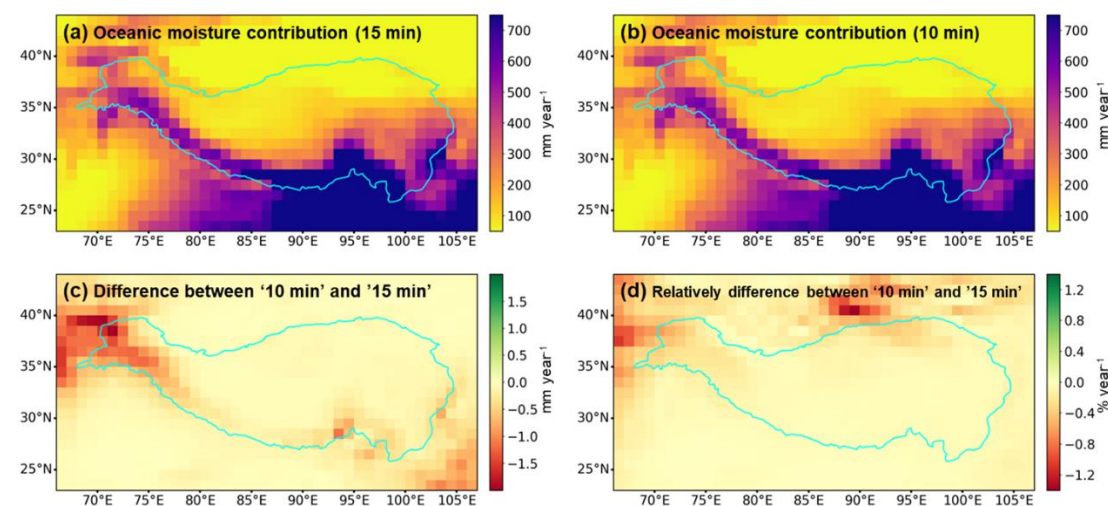 (a) Oceanic moisture contribution (15 min)
40°N
35°N
30°N
25°N
70°E 75°E 80°E 85°E 90°E 95°E 100°E 105°E
700
600
500
400
300
200
100
mm year⁻¹
(b) Oceanic moisture contribution (10 min)
40°N
35°N
30°N
25°N
70°E 75°E 80°E 85°E 90°E 95°E 100°E 105°E
700
600
500
400
300
200
100
mm year⁻¹
(c) Difference between ‘10 min’ and ’15 min’
40°N
35°N
30°N
25°N
70°E 75°E 80°E 85°E 90°E 95°E 100°E 105°E
1.5
1.0
0.5
0.0
−0.5
−1.0
−1.5
mm year⁻¹
(d) Relatively difference between ‘10 min’ and ’15 min’
40°N
35°N
30°N
25°N
70°E 75°E 80°E 85°E 90°E 95°E 100°E 105°E
1.2
0.8
0.4
0.0
−0.4
−0.8
−1.2
% year⁻¹